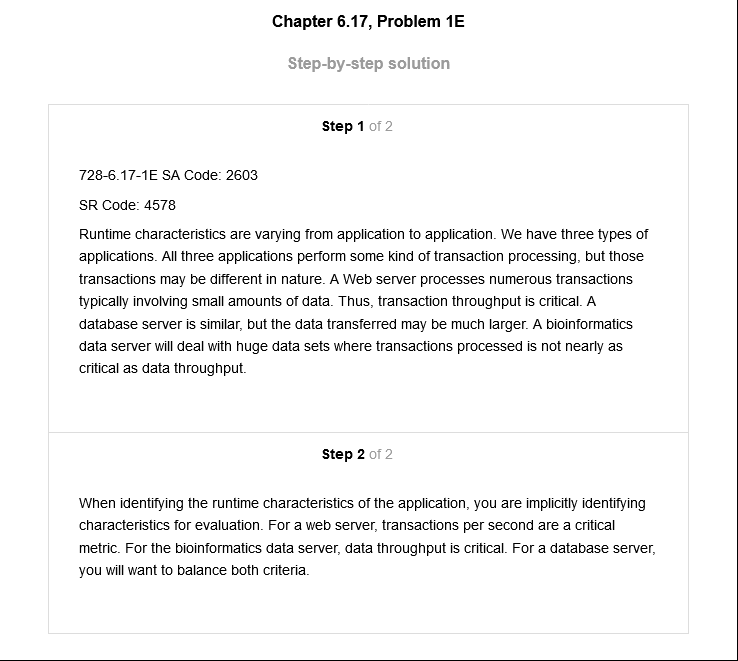 Chapter 6.17, Problem 1E
Step-by-step solution
Step 1 of 2
728-6.17-1E SA Code: 2603
SR Code: 4578
Runtime characteristics are varying from application to application. We have three types of
applications. All three applications perform some kind of transaction processing, but those
transactions may be different in nature. A Web server processes numerous transactions
typically involving small amounts of data. Thus, transaction throughput is critical. A
database server is similar, but the data transferred may be much larger. A bioinformatics
data server will deal with huge data sets where transactions processed is not nearly as
critical as data throughput.
Step 2 of 2
When identifying the runtime characteristics of the application, you are implicitly identifying
characteristics for evaluation. For a web server, transactions per second are a critical
metric. For the bioinformatics data server, data throughput is critical. For a database server,
you will want to balance both criteria.